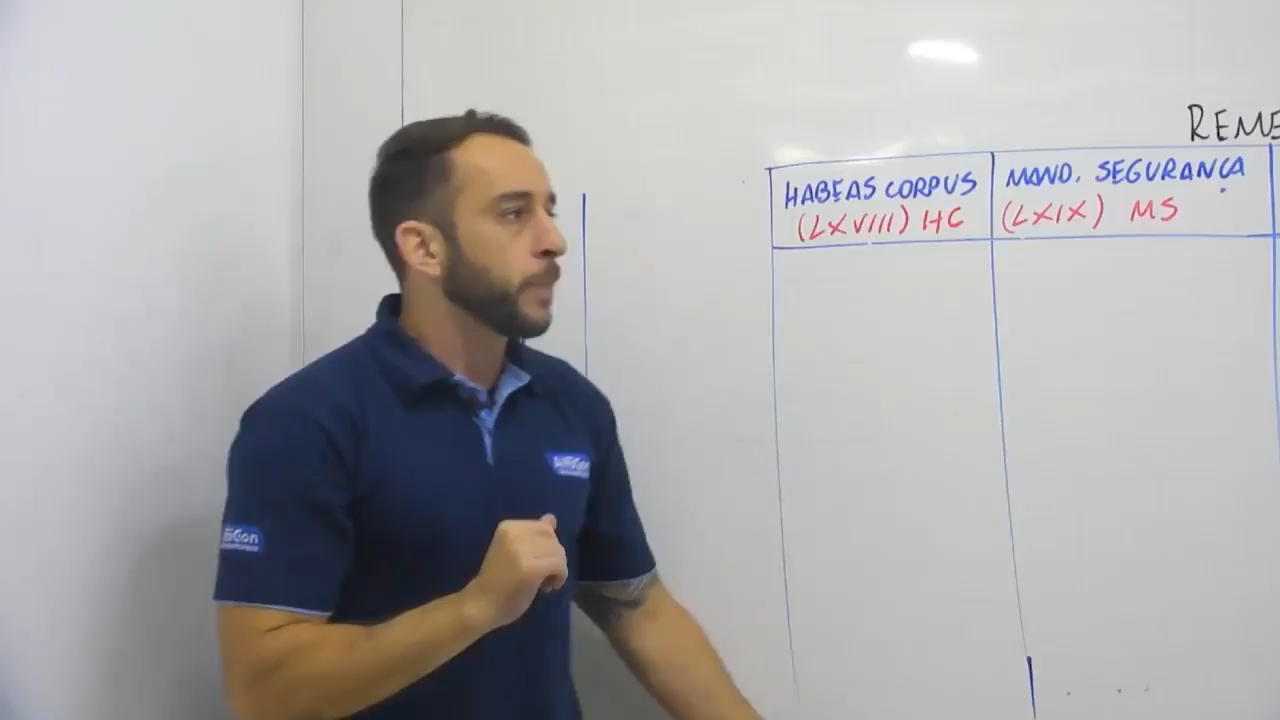 REME
HABEAS CORPUS
(LXVIII) HC
MAND. SEGURANÇA
(LXIX) MS